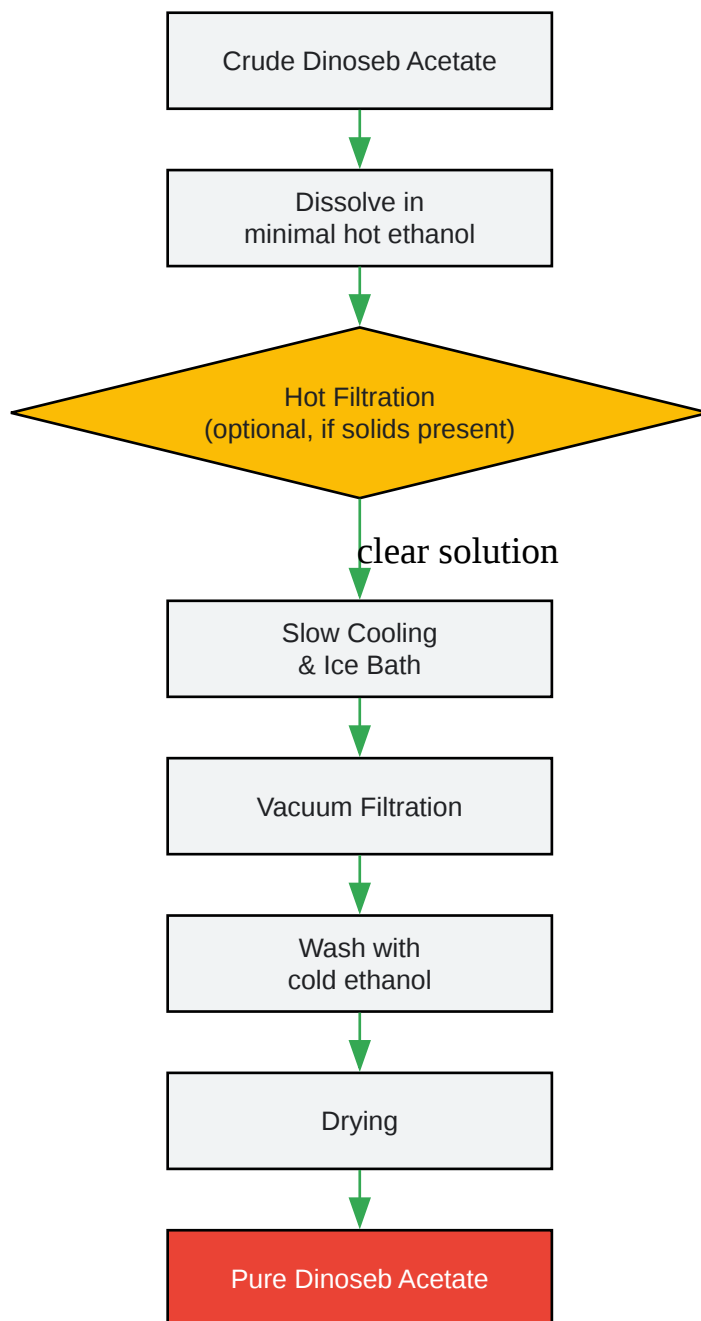 Crude Dinoseb Acetate
Dissolve in
minimal hot ethanol
Hot Filtration
(optional, if solids present)
clear solution
Slow Cooling
& Ice Bath
Vacuum Filtration
Wash with
cold ethanol
Drying
Pure Dinoseb Acetate